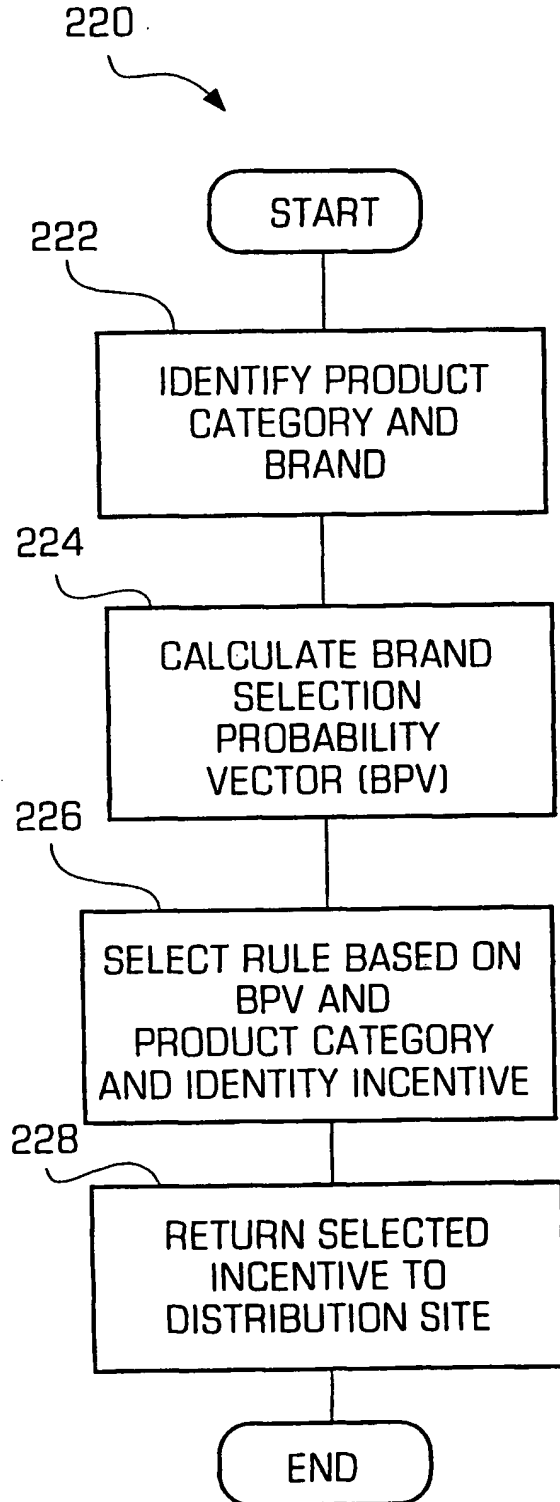 220
START
222
IDENTIFY PRODUCT
CATEGORY AND
BRAND
224
CALCULATE BRAND
SELECTION
PROBABILITY
VECTOR (BPV)
226
SELECT RULE BASED ON
BPV AND
PRODUCT CATEGORY
AND IDENTITY INCENTIVE
228
RETURN SELECTED
INCENTIVE TO
DISTRIBUTION SITE
END